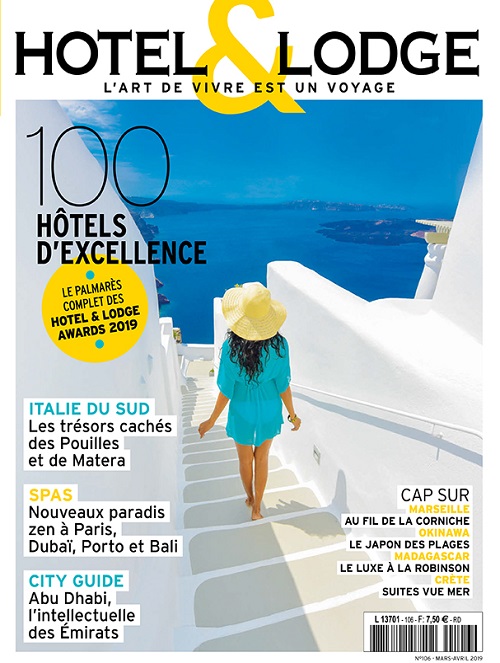 HOTEL & LODGE
L'ART DE VIVRE EST UN VOYAGE
100
HÔTELS
D'EXCELLENCE
LE PALMARÈS
COMPLET DES
HOTEL & LODGE
AWARDS 2019
ITALIE DU SUD
Les trésors cachés
des Pouilles
et de Matera
SPAS
Nouveaux paradis
zen à Paris,
Dubaï, Porto et Bali
CITY GUIDE
Abu Dhabi,
l'intellectuelle
des Émirats
CAP SUR
MARSEILLE
AU FIL DE LA CORNICHE
OKINAWA
LE JAPON DES PLAGES
MADAGASCAR
LE LUXE À LA ROBINSON
CRÈTE
SUITES VUE MER
L 13701 - 106 - F: 7,50 € - RD
N°106 - MARS-AVRIL 2019